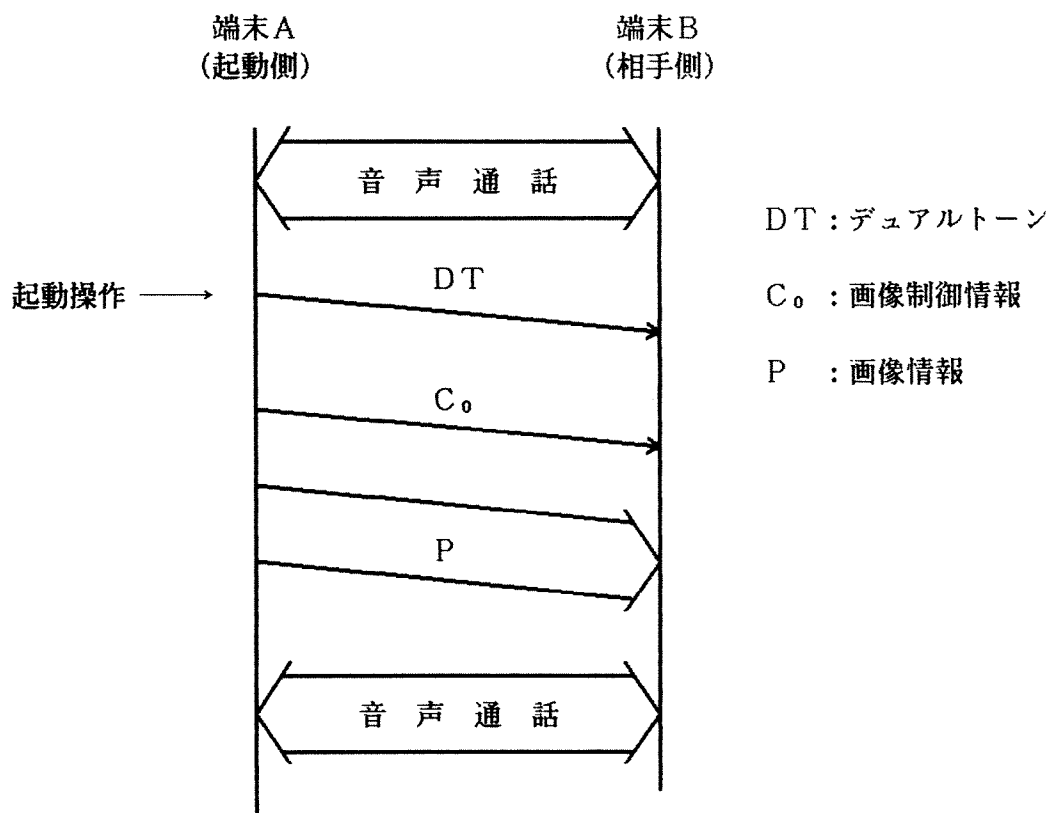 端末A
(起動側)
端末B
(相手側)
音声通話
DT:デュアルトーン
DT
起動操作
C₀:画像制御情報
P:画像情報
C₀
P
音声通話